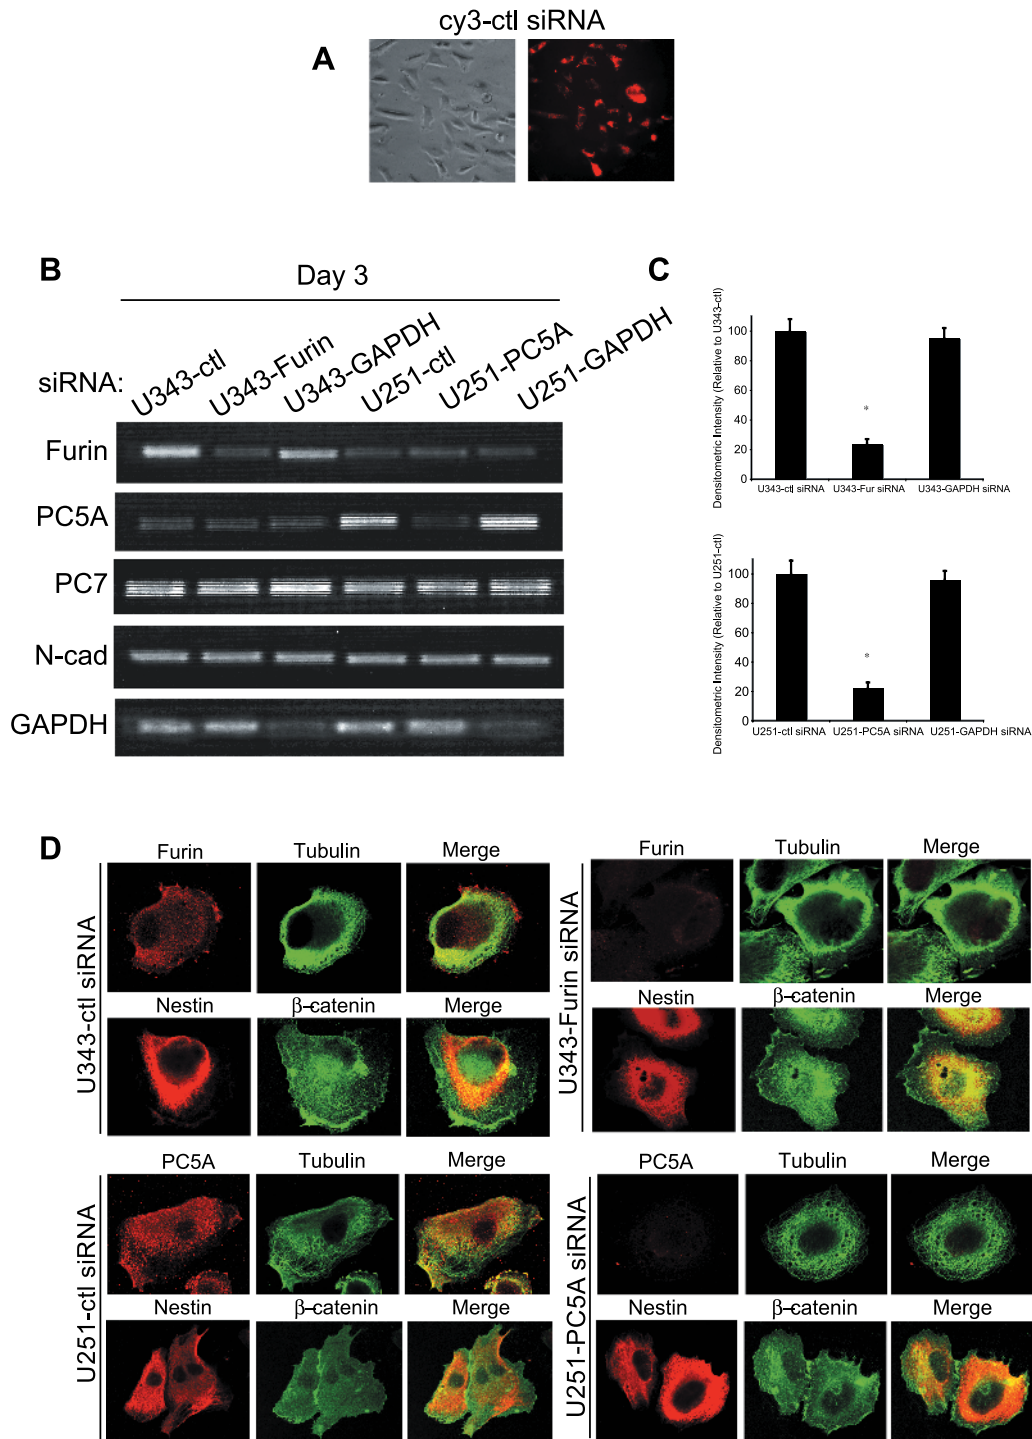 cy3-ctl siRNA
A
B
Day 3
siRNA:
U343-ctl
U343-Furin
U343-GAPDH
U251-ctl
U251-PC5A
U251-GAPDH
Furin
PC5A
PC7
N-cad
GAPDH
C
Densitometric Intensity (Relative to U343-ctl)
100
80
60
40
20
0
U343-ctl siRNA
U343-Fur siRNA
U343-GAPDH siRNA
*
Densitometric Intensity (Relative to U251-ctl)
100
80
60
40
20
0
U251-ctl siRNA
U251-PC5A siRNA
U251-GAPDH siRNA
*
D
U343-ctl siRNA
Furin
Tubulin
Merge
Nestin
β-catenin
Merge
U343-Furin siRNA
Furin
Tubulin
Merge
Nestin
β-catenin
Merge
U251-ctl siRNA
PC5A
Tubulin
Merge
Nestin
β-catenin
Merge
U251-PC5A siRNA
PC5A
Tubulin
Merge
Nestin
β-catenin
Merge